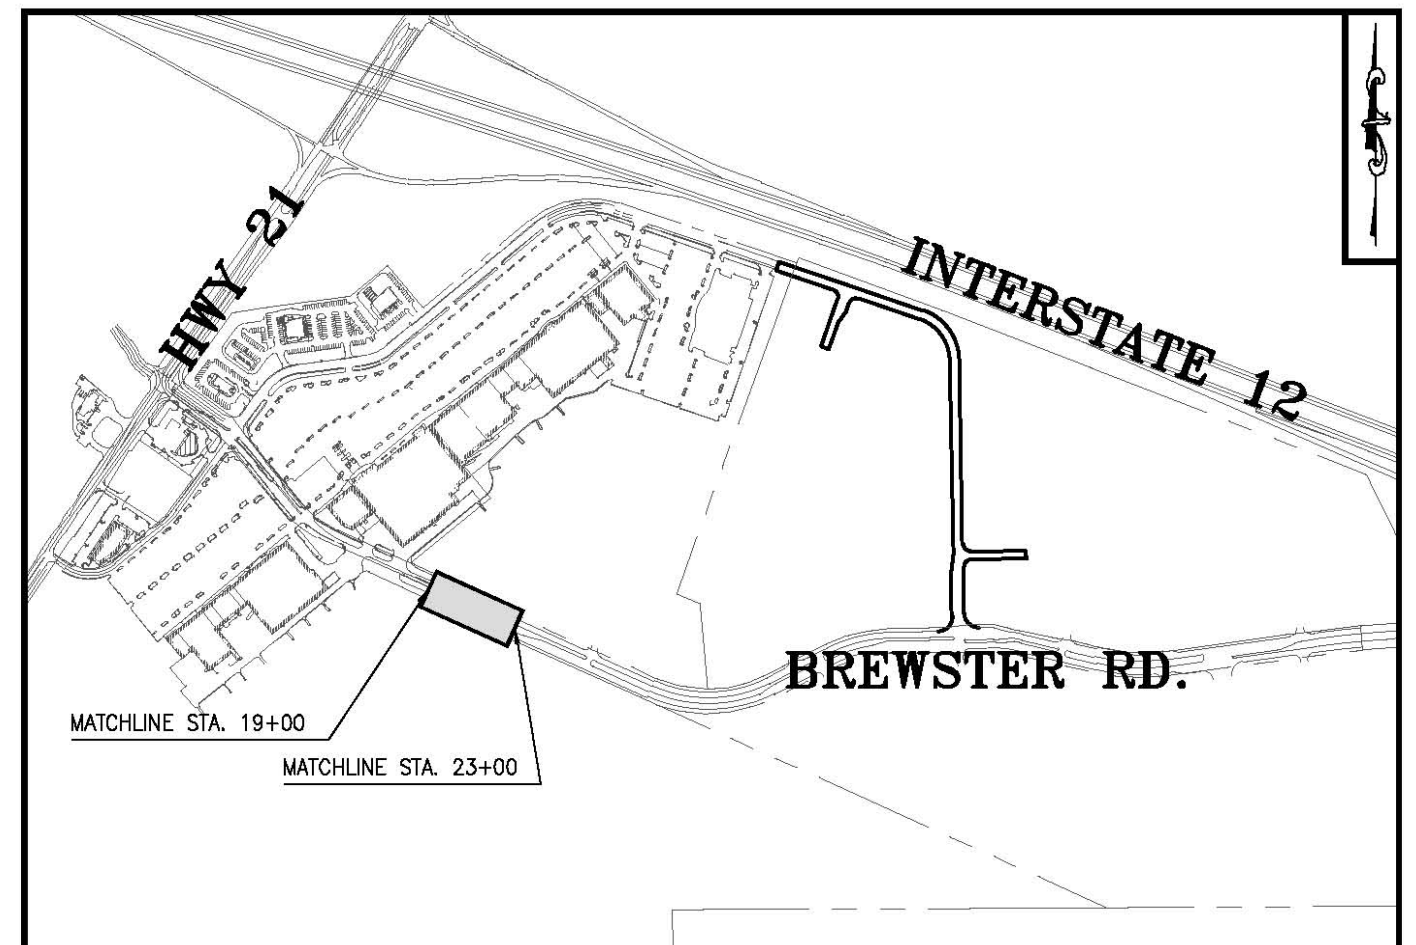 HWY 21
INTERSTATE 12
BREWSTER RD.
MATCHLINE STA. 19+00
MATCHLINE STA. 23+00